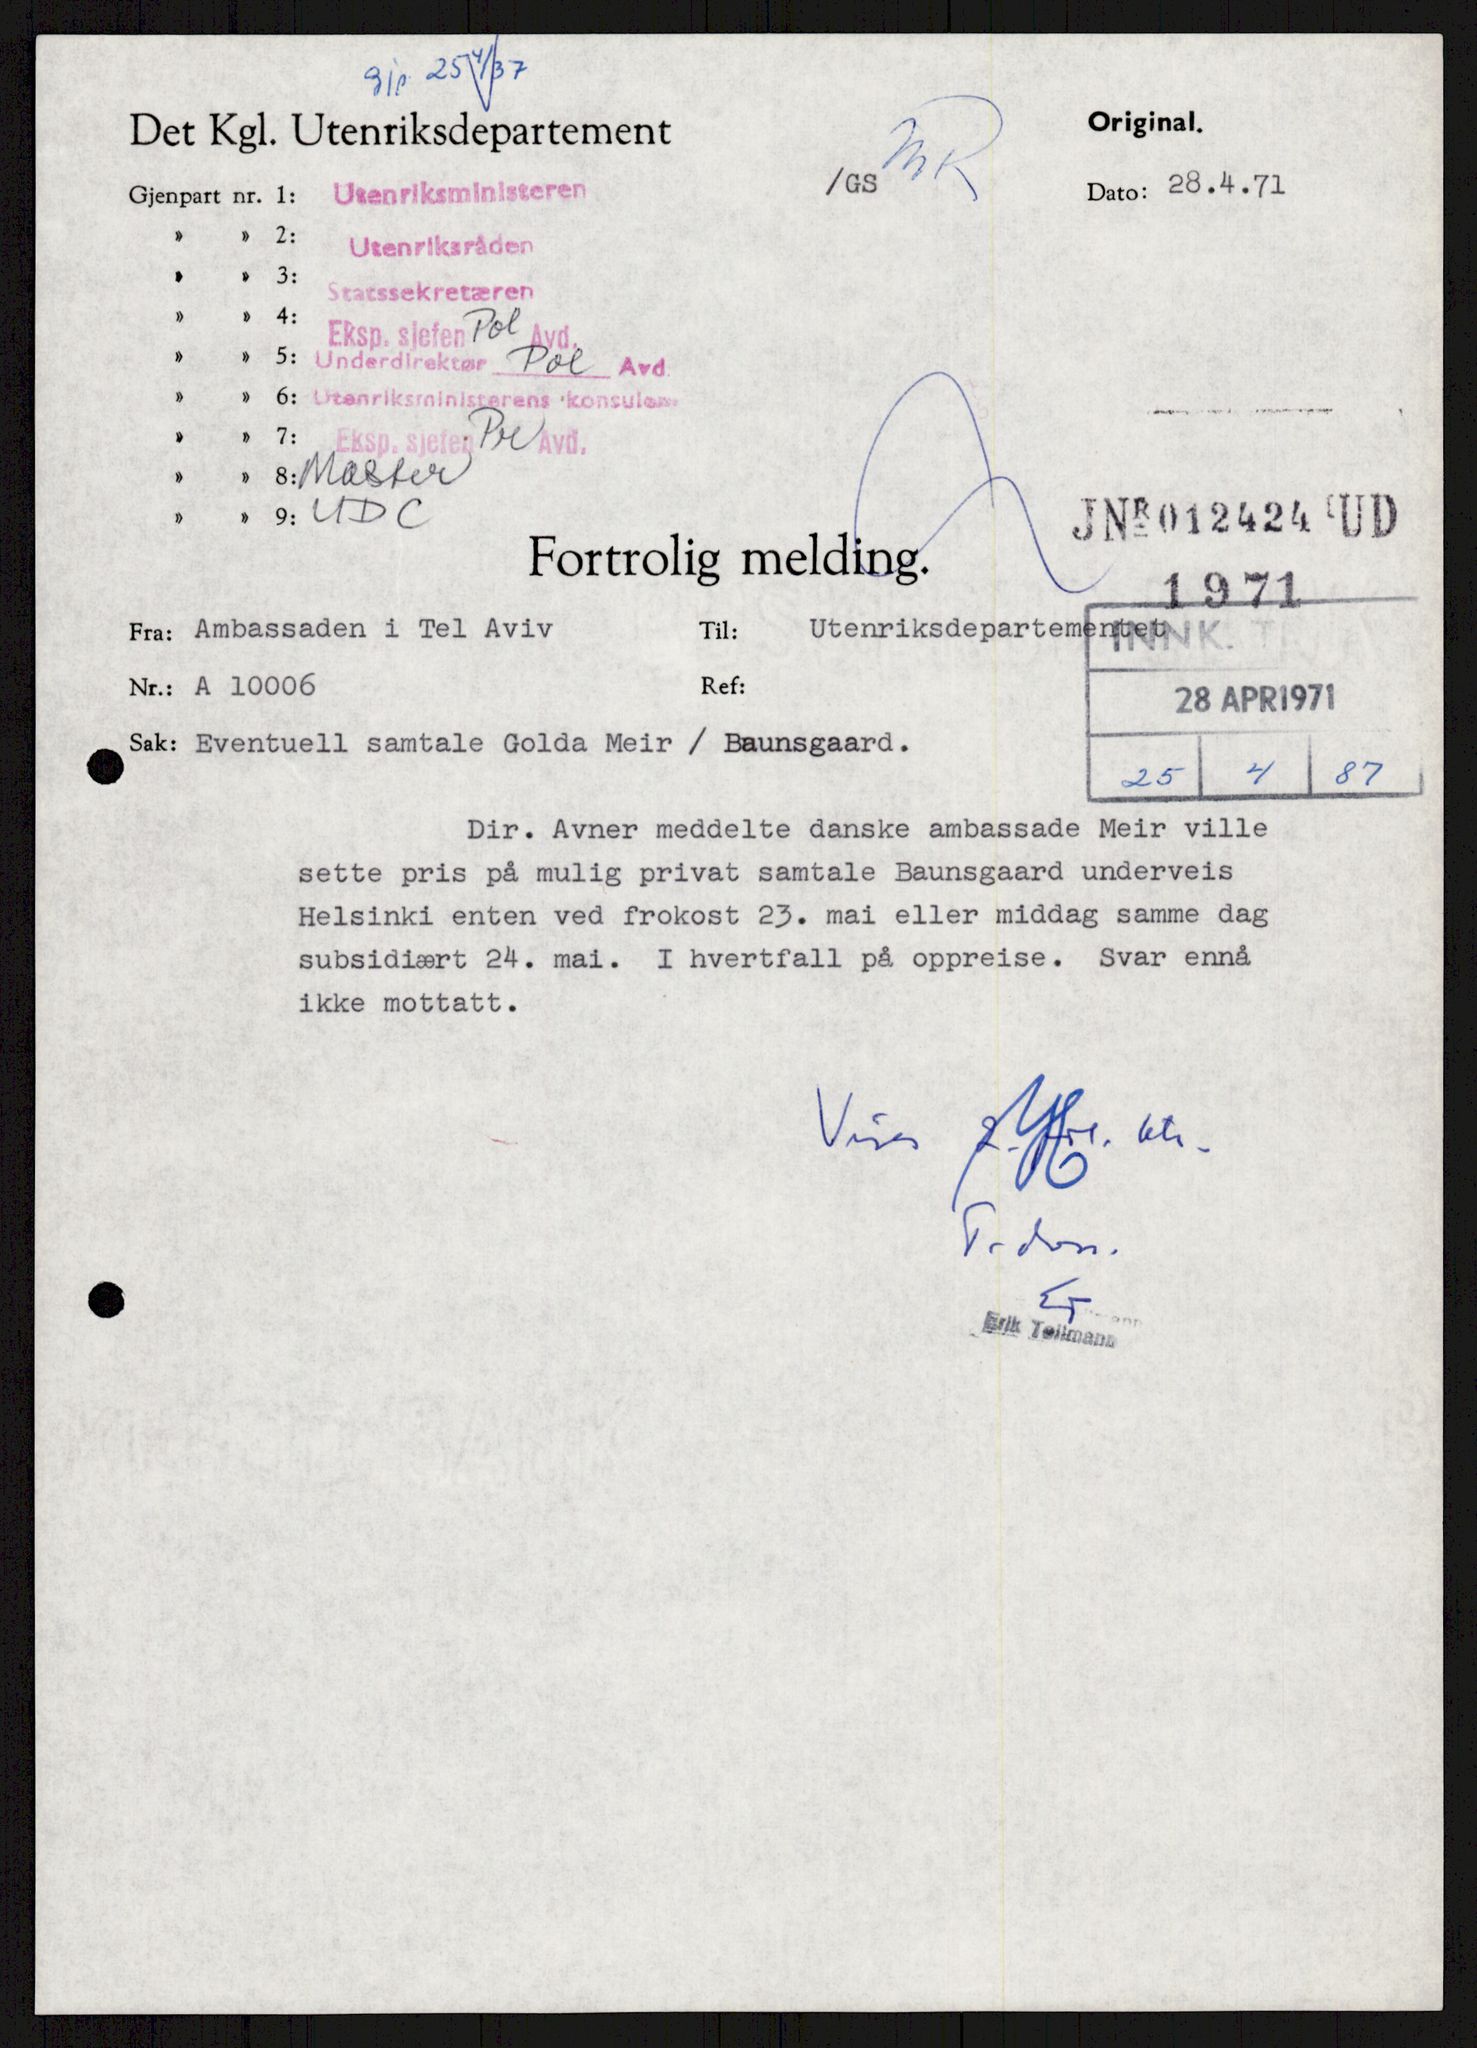 gjp. 25 4/37
Det Kgl. Utenriksdepartement
Original.
/GS MR
Dato: 28.4.71
Gjenpart nr. 1: Utenriksministeren
» » 2: Utenriksråden
» » 3: Statssekretæren
» » 4: Eksp. sjefen Pol Avd.
» » 5: Underdirektør Pol Avd.
» » 6: Utenriksministerens konsulent
» » 7: Eksp. sjefen Avd.
» » 8: Master
» » 9: UDC
JNR 012424 UD
1971
Fortrolig melding.
Fra: Ambassaden i Tel Aviv Til: Utenriksdepartementet
INNK.
Nr.: A 10006 Ref:
28 APR 1971
Sak: Eventuell samtale Golda Meir / Baunsgaard.
25 4 87
Dir. Avner meddelte danske ambassade Meir ville
sette pris på mulig privat samtale Baunsgaard underveis
Helsinki enten ved frokost 23. mai eller middag samme dag
subsidiært 24. mai. I hvertfall på oppreise. Svar ennå
ikke mottatt.
Erik Tellmann